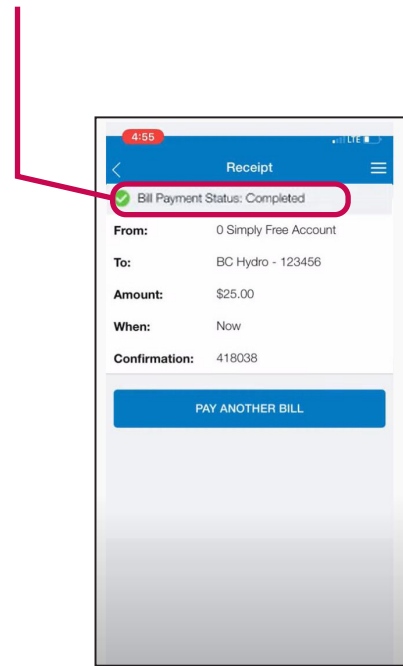 4:55 LTE
Receipt
Bill Payment Status: Completed
From: 0 Simply Free Account
To: BC Hydro - 123456
Amount: $25.00
When: Now
Confirmation: 418038
PAY ANOTHER BILL